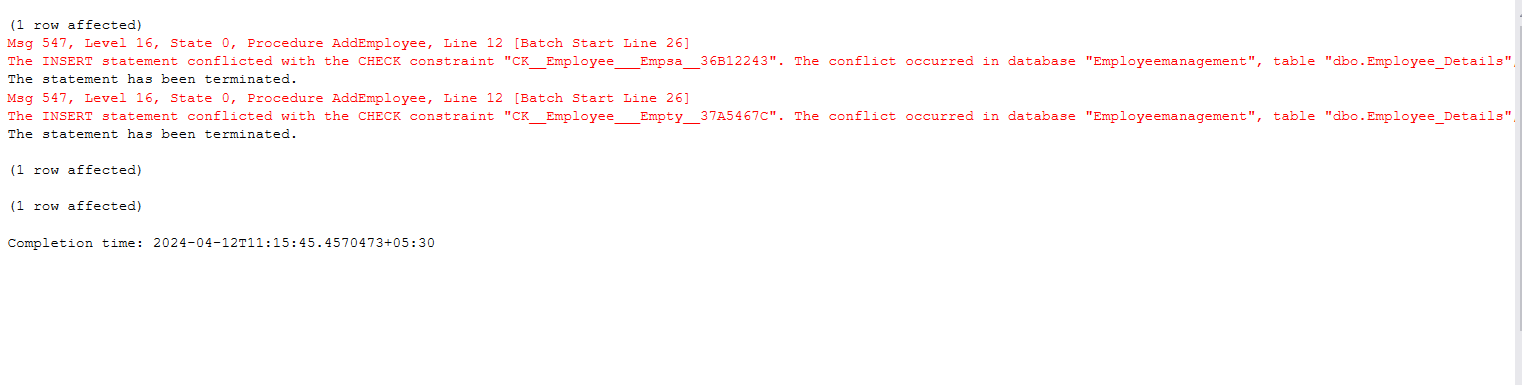 (1 row affected)
Msg 547, Level 16, State 0, Procedure AddEmployee, Line 12 [Batch Start Line 26]
The INSERT statement conflicted with the CHECK constraint "CK__Employee___Empsa__36B12243". The conflict occurred in database "Employeemanagement", table "dbo.Employee_Details",
The statement has been terminated.
Msg 547, Level 16, State 0, Procedure AddEmployee, Line 12 [Batch Start Line 26]
The INSERT statement conflicted with the CHECK constraint "CK__Employee___Empty__37A5467C". The conflict occurred in database "Employeemanagement", table "dbo.Employee_Details",
The statement has been terminated.
(1 row affected)
(1 row affected)
Completion time: 2024-04-12T11:15:45.4570473+05:30